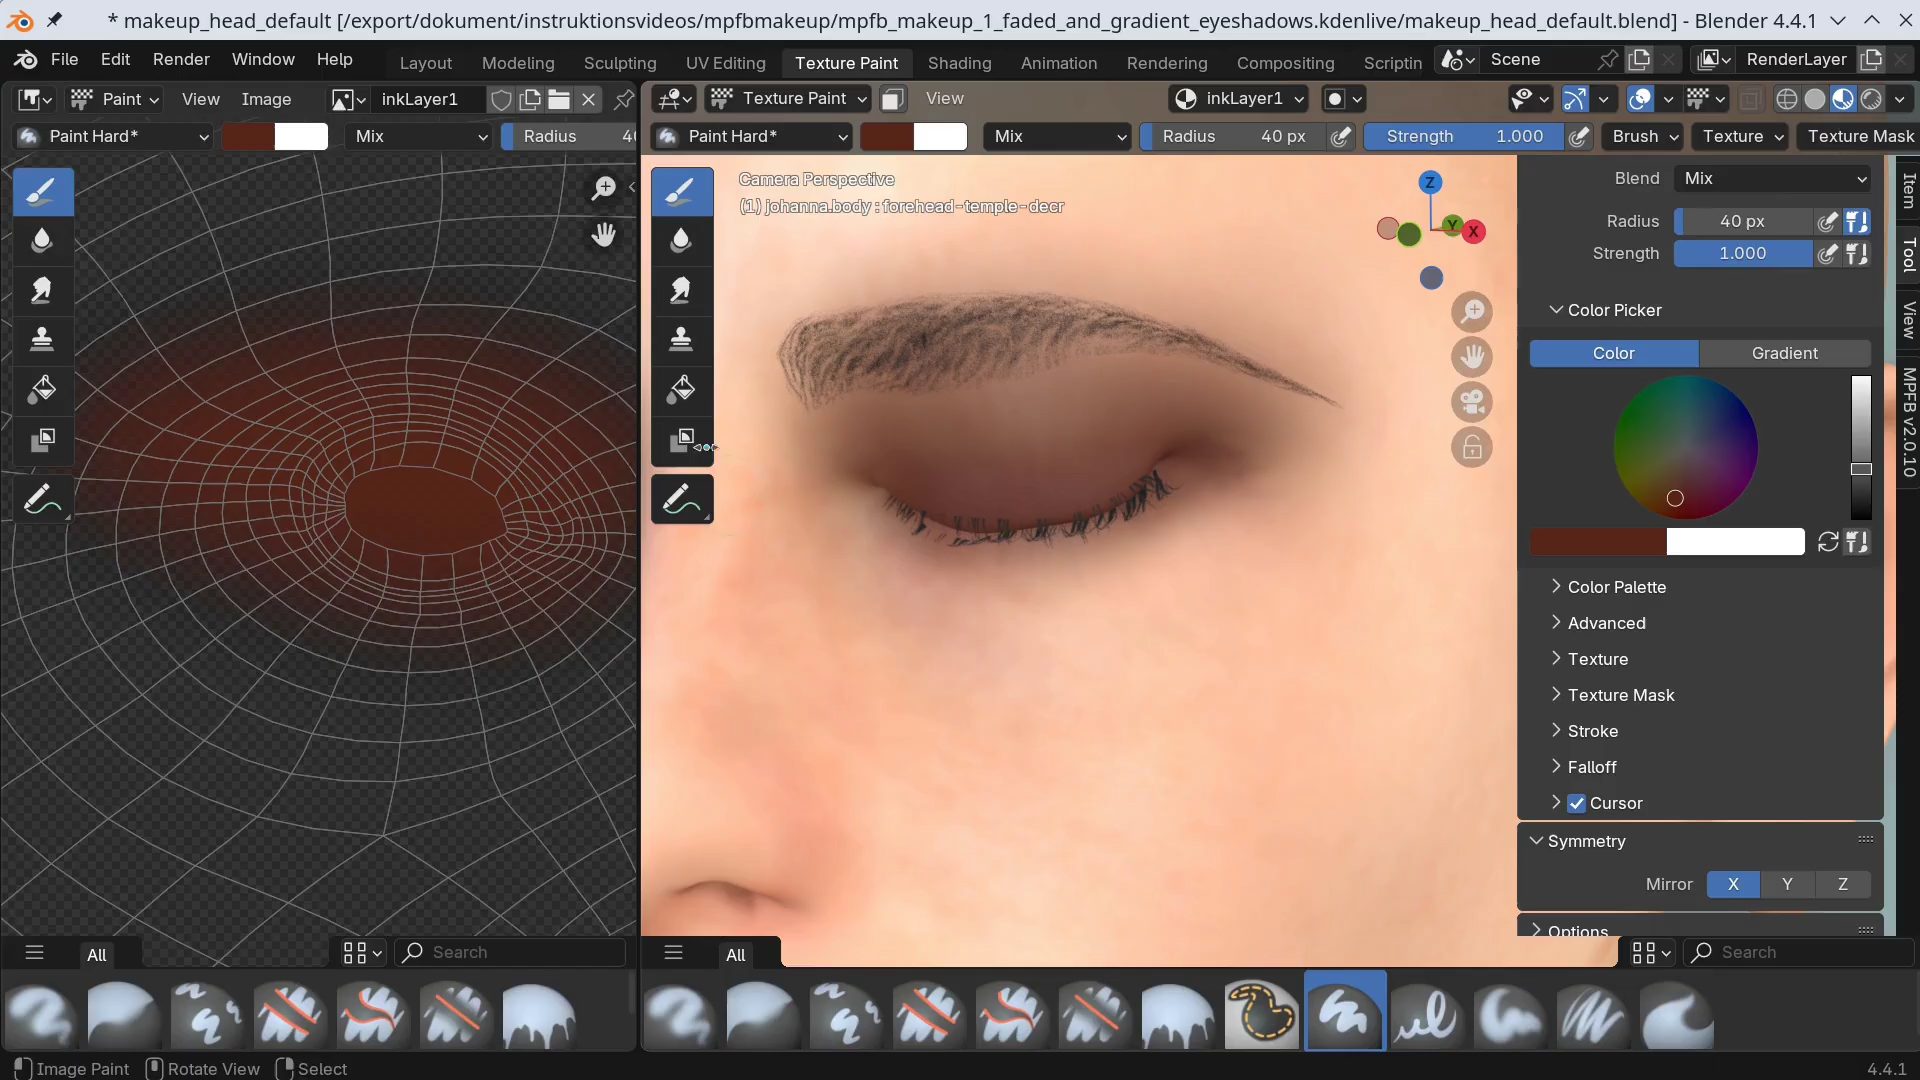 * makeup_head_default [/export/dokument/instruktionsvideos/mpfbmakeup/mpfb_makeup_1_faded_and_gradient_eyeshadows.kdenlive/makeup_head_default.blend] - Blender 4.4.1
File Edit Render Window Help Layout Modeling Sculpting UV Editing Texture Paint Shading Animation Rendering Compositing Scriptin Scene RenderLayer
Paint View Image inkLayer1 Texture Paint View inkLayer1
Paint Hard* Mix Radius 40 Paint Hard* Mix Radius 40 px Strength 1.000 Brush Texture Texture Mask
Camera Perspective
(1) johanna.body : forehead-temple-decr
Z
Y
X
Blend Mix
Radius 40 px
Strength 1.000
Color Picker
Color Gradient
Color Palette
Advanced
Texture
Texture Mask
Stroke
Falloff
Cursor
Symmetry
Mirror X Y Z
Options
Item
Tool
View
MPFB v2.0.10
All Search All Search
Image Paint Rotate View Select 4.4.1